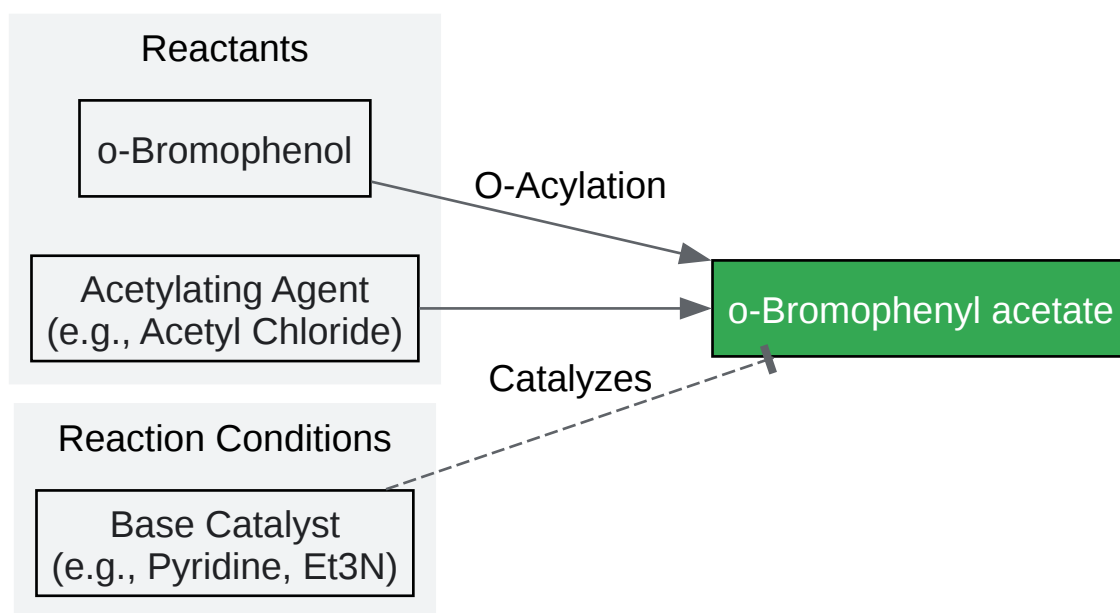 Reactants
o-Bromophenol
O-Acylation
Acetylating Agent
(e.g., Acetyl Chloride)
o-Bromophenyl acetate
Catalyzes
Reaction Conditions
Base Catalyst
(e.g., Pyridine, Et3N)